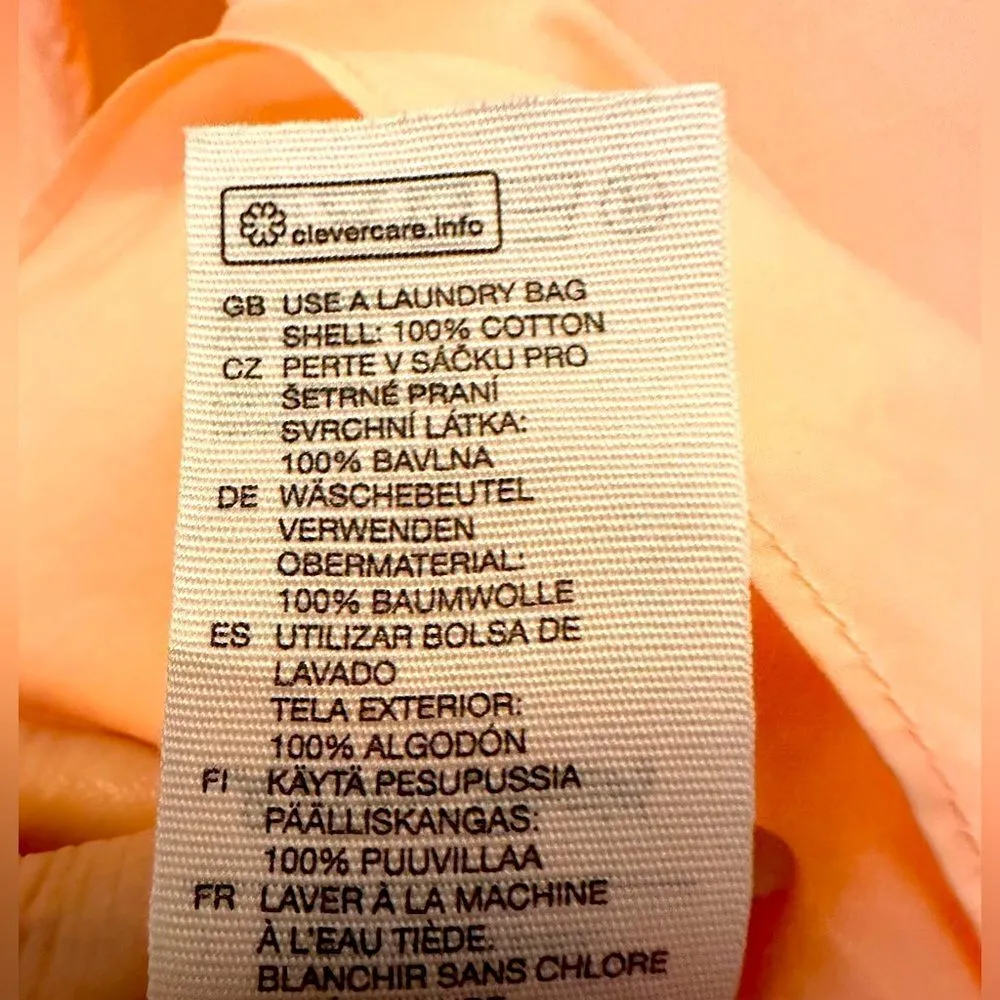 clevercare.info
GB USE A LAUNDRY BAG
SHELL: 100% COTTON
CZ PERTE V SÁČKU PRO
ŠETRNÉ PRANÍ
SVRCHNÍ LÁTKA:
100% BAVLNA
DE WÄSCHEBEUTEL
VERWENDEN
OBERMATERIAL:
100% BAUMWOLLE
ES UTILIZAR BOLSA DE
LAVADO
TELA EXTERIOR:
100% ALGODÓN
FI KÄYTÄ PESUPUSSIA
PÄÄLLISKANGAS:
100% PUUVILLAA
FR LAVER À LA MACHINE
À L'EAU TIÈDE.
BLANCHIR SANS CHLORE